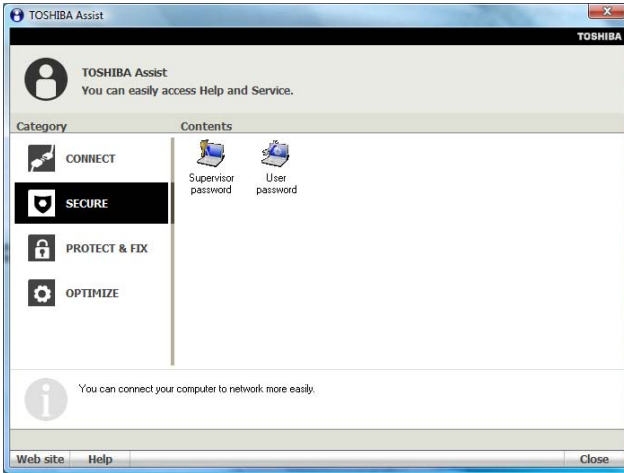 TOSHIBA Assist
TOSHIBA
TOSHIBA Assist
You can easily access Help and Service.
Category
Contents
CONNECT
SECURE
PROTECT & FIX
OPTIMIZE
Supervisor
password
User
password
You can connect your computer to network more easily.
Web site
Help
Close